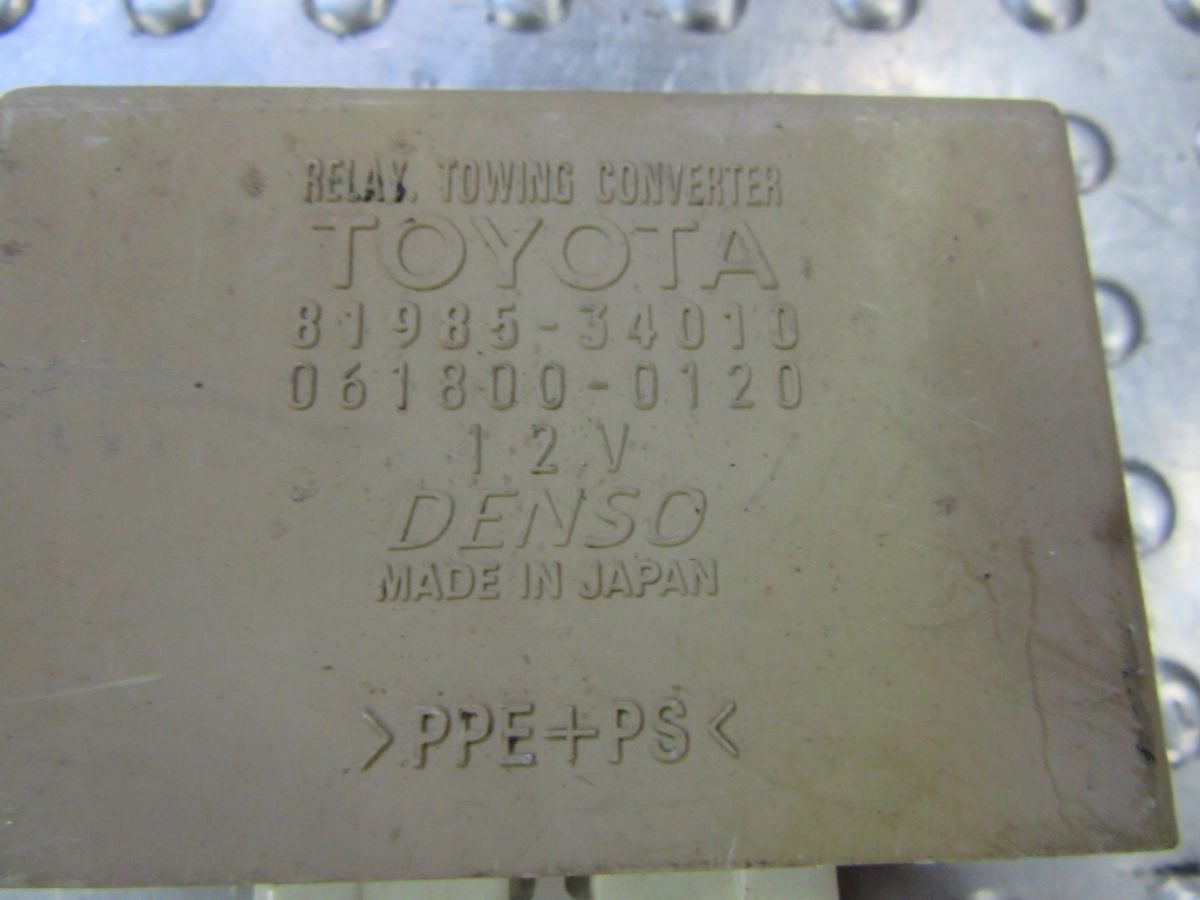 RELAY, TOWING CONVERTER
TOYOTA
81985-34010
061800-0120
12V
DENSO
MADE IN JAPAN
>PPE+PS<